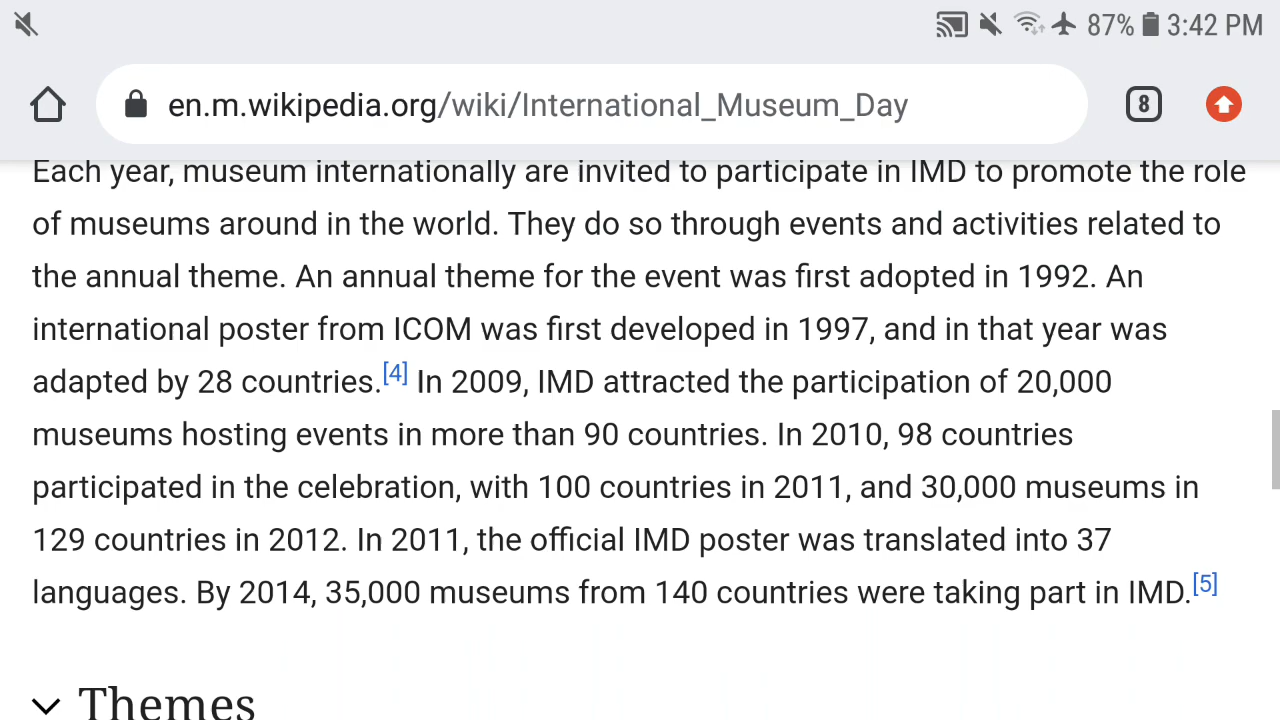 87% 3:42 PM
en.m.wikipedia.org/wiki/International_Museum_Day
8
Each year, museum internationally are invited to participate in IMD to promote the role
of museums around in the world. They do so through events and activities related to
the annual theme. An annual theme for the event was first adopted in 1992. An
international poster from ICOM was first developed in 1997, and in that year was
adapted by 28 countries.[4] In 2009, IMD attracted the participation of 20,000
museums hosting events in more than 90 countries. In 2010, 98 countries
participated in the celebration, with 100 countries in 2011, and 30,000 museums in
129 countries in 2012. In 2011, the official IMD poster was translated into 37
languages. By 2014, 35,000 museums from 140 countries were taking part in IMD.[5]
Themes